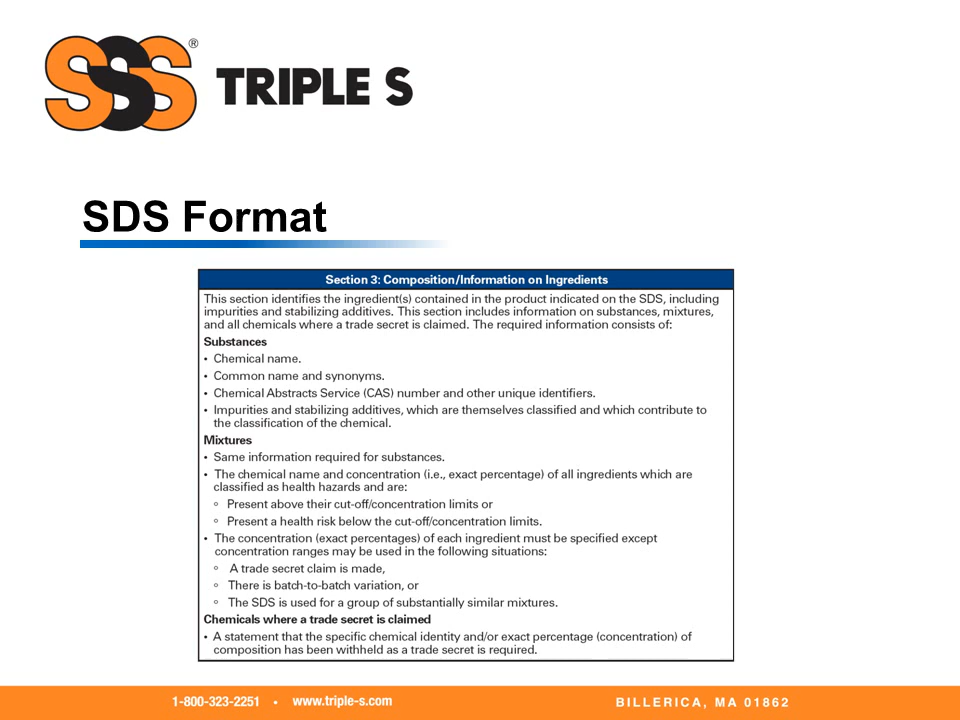 SSS® TRIPLE S
SDS Format
Section 3: Composition/Information on Ingredients
This section identifies the ingredient(s) contained in the product indicated on the SDS, including
impurities and stabilizing additives. This section includes information on substances, mixtures,
and all chemicals where a trade secret is claimed. The required information consists of:
Substances
• Chemical name.
• Common name and synonyms.
• Chemical Abstracts Service (CAS) number and other unique identifiers.
• Impurities and stabilizing additives, which are themselves classified and which contribute to
the classification of the chemical.
Mixtures
• Same information required for substances.
• The chemical name and concentration (i.e., exact percentage) of all ingredients which are
classified as health hazards and are:
° Present above their cut-off/concentration limits or
° Present a health risk below the cut-off/concentration limits.
• The concentration (exact percentages) of each ingredient must be specified except
concentration ranges may be used in the following situations:
° A trade secret claim is made,
° There is batch-to-batch variation, or
° The SDS is used for a group of substantially similar mixtures.
Chemicals where a trade secret is claimed
• A statement that the specific chemical identity and/or exact percentage (concentration) of
composition has been withheld as a trade secret is required.
1-800-323-2251 • www.triple-s.com BILLERICA, MA 01862